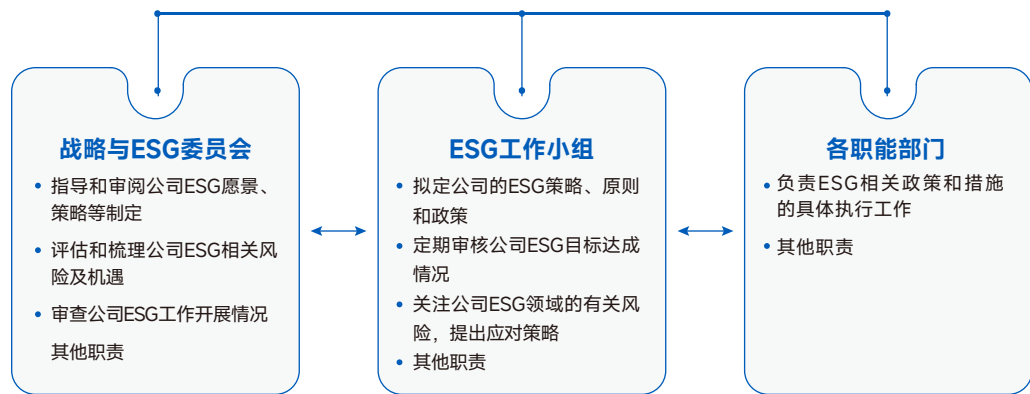 战略与ESG委员会
指导和审阅公司ESG愿景、
策略等制定
评估和梳理公司ESG相关风
险及机遇
审查公司ESG工作开展情况
其他职责
ESG工作小组
拟定公司的ESG策略、原则
和政策
定期审核公司ESG目标达成
情况
关注公司ESG领域的有关风
险，提出应对策略
其他职责
各职能部门
负责ESG相关政策和措施
的具体执行工作
其他职责